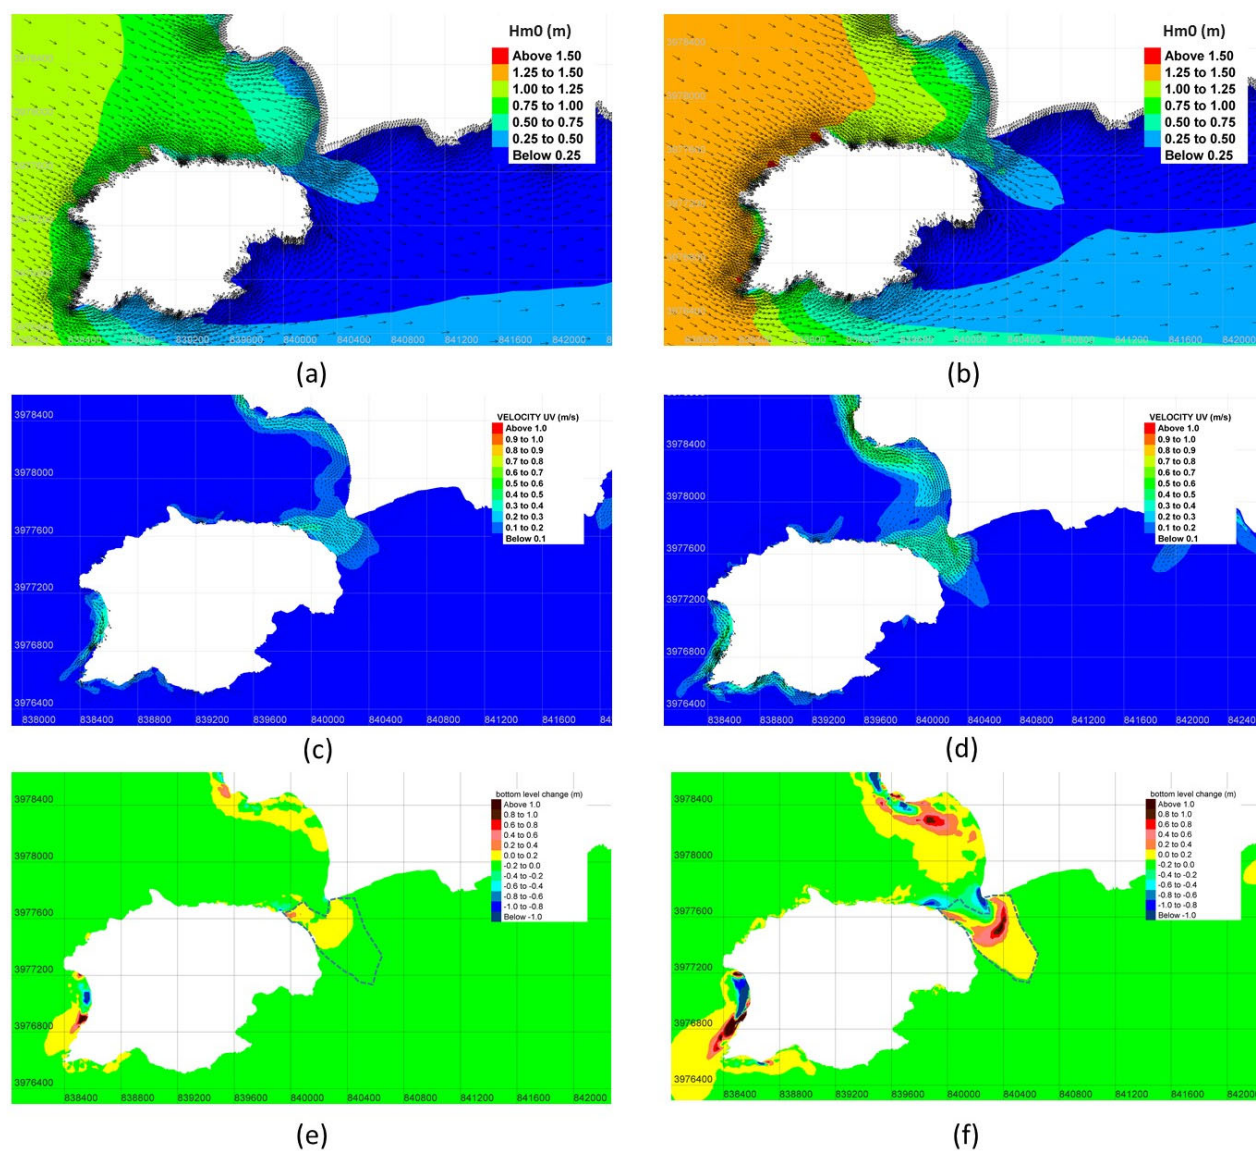 Hm0 (m)
Above 1.50
1.25 to 1.50
1.00 to 1.25
0.75 to 1.00
0.50 to 0.75
0.25 to 0.50
Below 0.25
839200
840000
840400
841200
841600
842000
(a)
3978400
3978000
Hm0 (m)
Above 1.50
1.25 to 1.50
1.00 to 1.25
0.75 to 1.00
0.50 to 0.75
0.25 to 0.50
Below 0.25
840000
840400
841200
841600
842000
(b)
3978400
3978000
3977600
3977200
3976800
3976400
VELOCITY UV (m/s)
Above 1.0
0.9 to 1.0
0.8 to 0.9
0.7 to 0.8
0.6 to 0.7
0.5 to 0.6
0.4 to 0.5
0.3 to 0.4
0.2 to 0.3
0.1 to 0.2
Below 0.1
838000 838400 838800 839200 839600 840000 840400 840800 841200 841600
(c)
3978400
3978000
3977600
3977200
3976800
3976400
VELOCITY UV (m/s)
Above 1.0
0.9 to 1.0
0.8 to 0.9
0.7 to 0.8
0.6 to 0.7
0.5 to 0.6
0.4 to 0.5
0.3 to 0.4
0.2 to 0.3
0.1 to 0.2
Below 0.1
838400 838800 839200 839600 840000 840400 840800 841200 841600 842000 842400
(d)
3978400
3978000
3977600
3977200
3976800
3976400
bottom level change (m)
Above 1.0
0.8 to 1.0
0.6 to 0.8
0.4 to 0.6
0.2 to 0.4
0.0 to 0.2
-0.2 to 0.0
-0.4 to -0.2
-0.6 to -0.4
-0.8 to -0.6
-1.0 to -0.8
Below -1.0
838400 838800 839200 839600 840000 840400 840800 841200 841600 842000
(e)
3978400
3978000
3977600
3977200
3976800
3976400
bottom level change (m)
Above 1.0
0.8 to 1.0
0.6 to 0.8
0.4 to 0.6
0.2 to 0.4
0.0 to 0.2
-0.2 to 0.0
-0.4 to -0.2
-0.6 to -0.4
-0.8 to -0.6
-1.0 to -0.8
Below -1.0
838400 838800 839200 839600 840000 840400 840800 841200 841600 842000
(f)